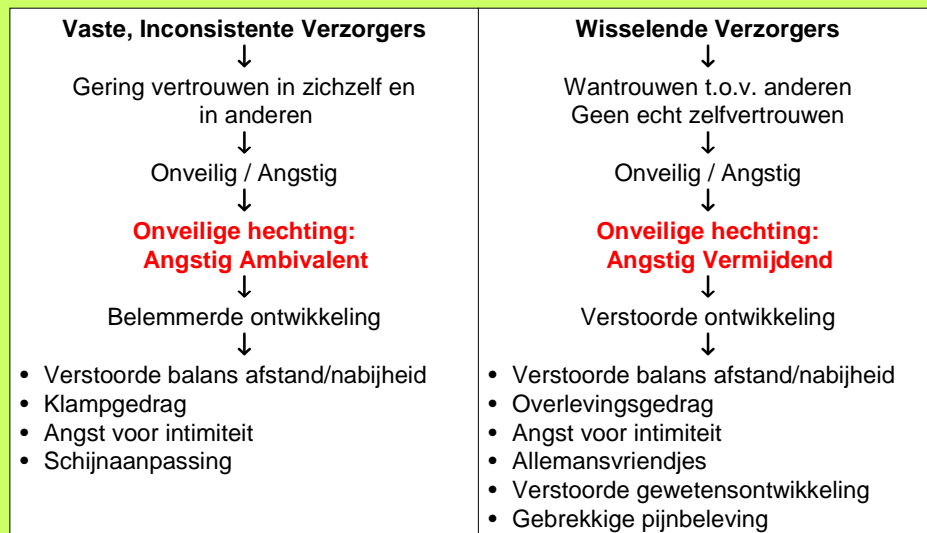 Vaste, Inconsistente Verzorgers
↓
Gering vertrouwen in zichzelf en
in anderen
↓
Onveilig / Angstig
↓
Onveilige hechting:
Angstig Ambivalent
↓
Belemmerde ontwikkeling
↓
• Verstoorde balans afstand/nabijheid
• Klampgedrag
• Angst voor intimiteit
• Schijnaanpassing
Wisselende Verzorgers
↓
Wantrouwen t.o.v. anderen
Geen echt zelfvertrouwen
↓
Onveilig / Angstig
↓
Onveilige hechting:
Angstig Vermijdend
↓
Verstoorde ontwikkeling
↓
• Verstoorde balans afstand/nabijheid
• Overlevingsgedrag
• Angst voor intimiteit
• Allemansvriendjes
• Verstoorde gewetensontwikkeling
• Gebrekkige pijnbeleving